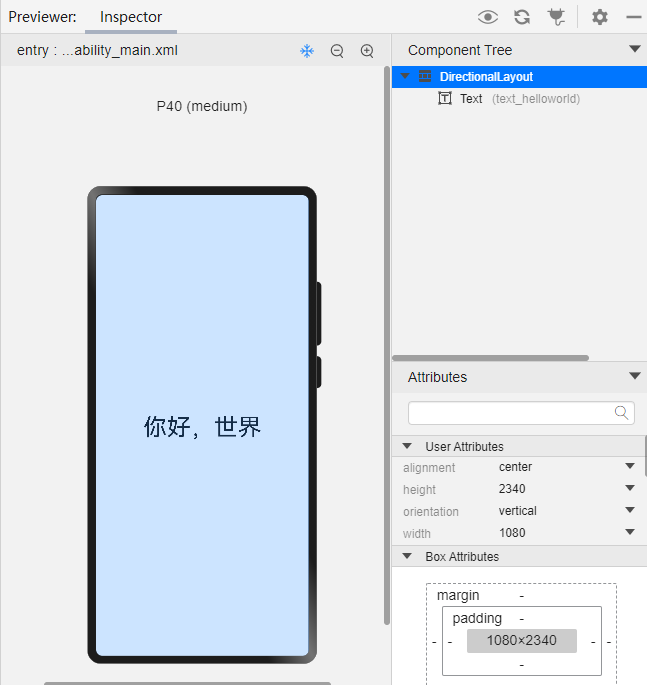 Previewer: Inspector
entry : ...ability_main.xml
P40 (medium)
你好，世界
Component Tree
DirectionalLayout
Text (text_helloworld)
Attributes
User Attributes
alignment center
height 2340
orientation vertical
width 1080
Box Attributes
margin -
padding -
- - 1080×2340 - -
-